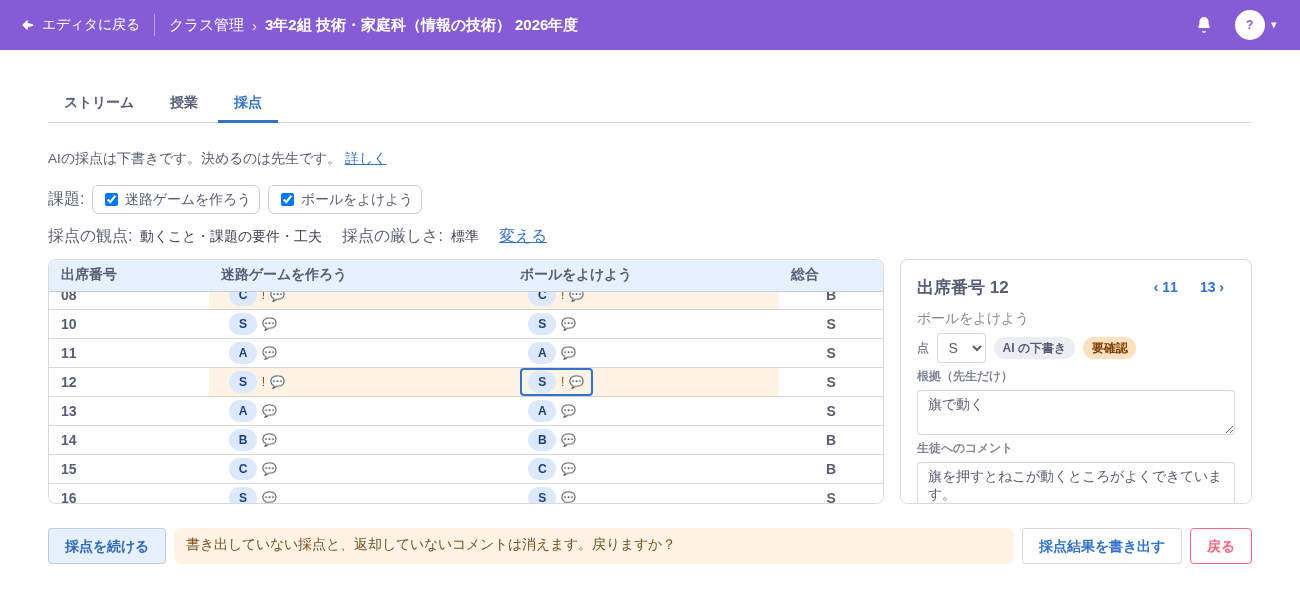 エディタに戻る クラス管理 › 3年2組 技術・家庭科（情報の技術） 2026年度 ? ▼
ストリーム 授業 採点
AIの採点は下書きです。決めるのは先生です。 詳しく
課題: 迷路ゲームを作ろう ボールをよけよう
採点の観点: 動くこと・課題の要件・工夫 採点の厳しさ: 標準 変える
出席番号 迷路ゲームを作ろう ボールをよけよう 総合
08 C ! C ! B
10 S S S
11 A A S
12 S ! S ! S
13 A A S
14 B B B
15 C C B
16 S S S
出席番号 12 ‹ 11 13 ›
ボールをよけよう
点 S AI の下書き 要確認
根拠（先生だけ）
旗で動く
生徒へのコメント
旗を押すとねこが動くところがよくできていま
す。
採点を続ける 書き出していない採点と、返却していないコメントは消えます。戻りますか？ 採点結果を書き出す 戻る